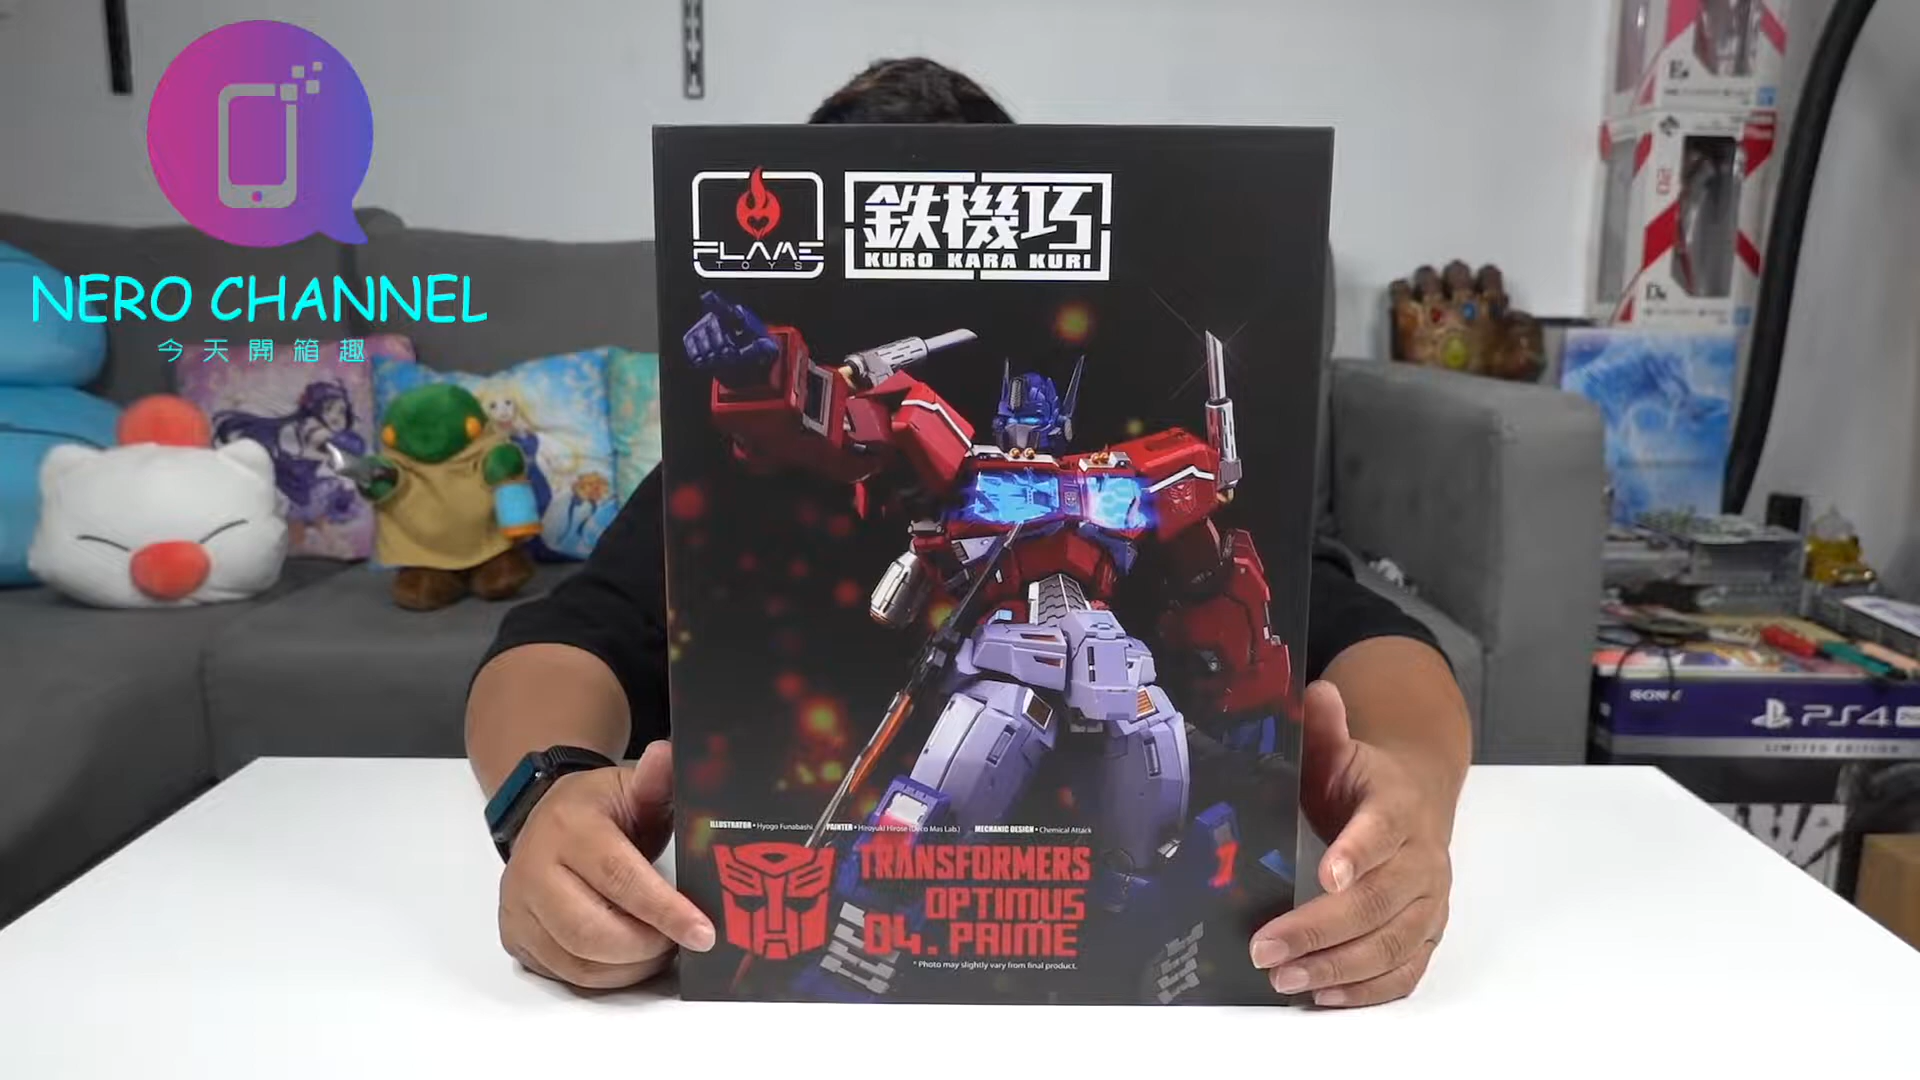 NERO CHANNEL
今天開箱趣
FLAME
TOYS
鉄機巧
KURO KARA KURI
ILLUSTRATOR • Hyogo Funabashi PAINTER • Hiroyuki Hirose (Deco Mas Lab.) MECHANIC DESIGN • Chemical Attack
TRANSFORMERS
OPTIMUS
04. PRIME
* Photo may slightly vary from final product.
SONY
PS4
LIMITED EDITION